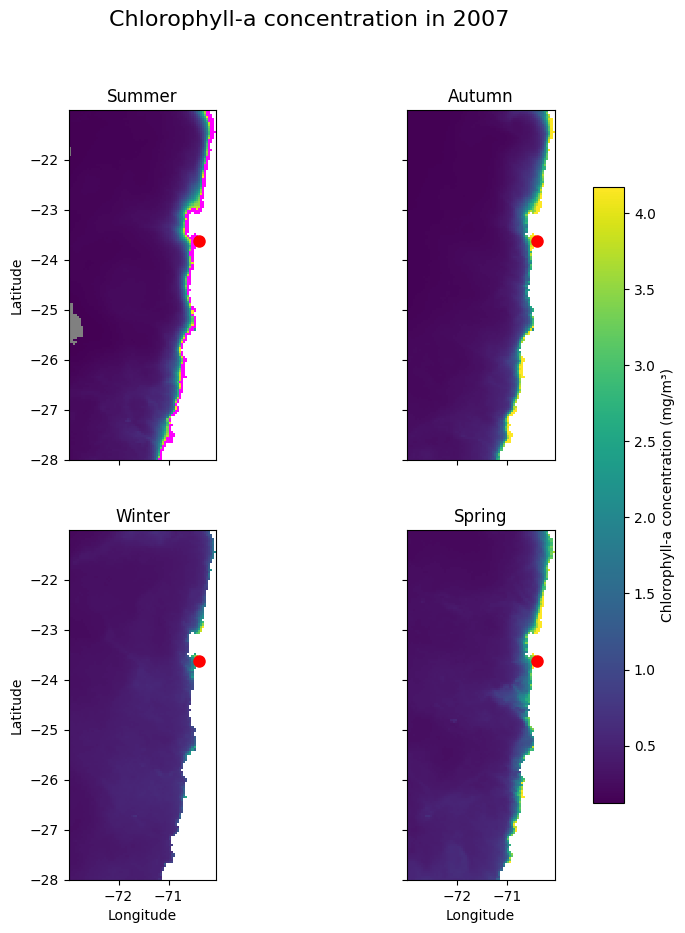 Chlorophyll-a concentration in 2007
Summer
Autumn
−22
−23
−24
−25
−26
−27
−28
Latitude
4.0
3.5
3.0
2.5
2.0
1.5
1.0
0.5
Chlorophyll-a concentration (mg/m³)
Winter
Spring
−22
−23
−24
−25
−26
−27
−28
Latitude
−72
−71
Longitude
−72
−71
Longitude